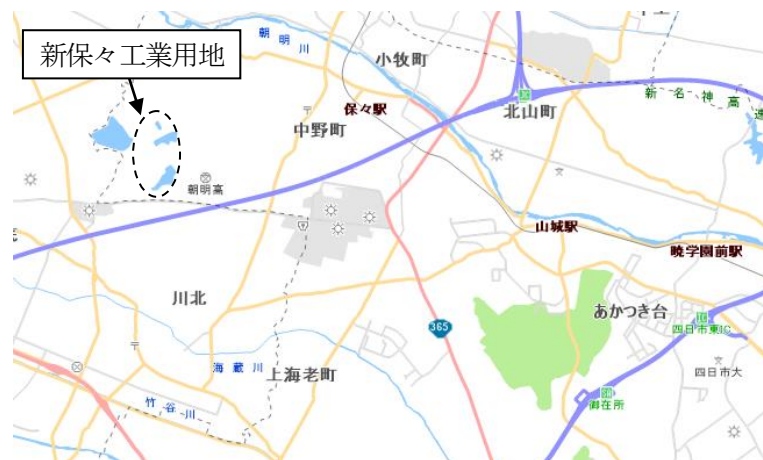 新保々工業用地
朝明川
小牧町
保々駅
中野町
北山町
新名神高速
朝明高
山城駅
暁学園前駅
川北
あかつき台
四日市東IC
365
海蔵川
上海老町
四日市大
御在所
竹谷川